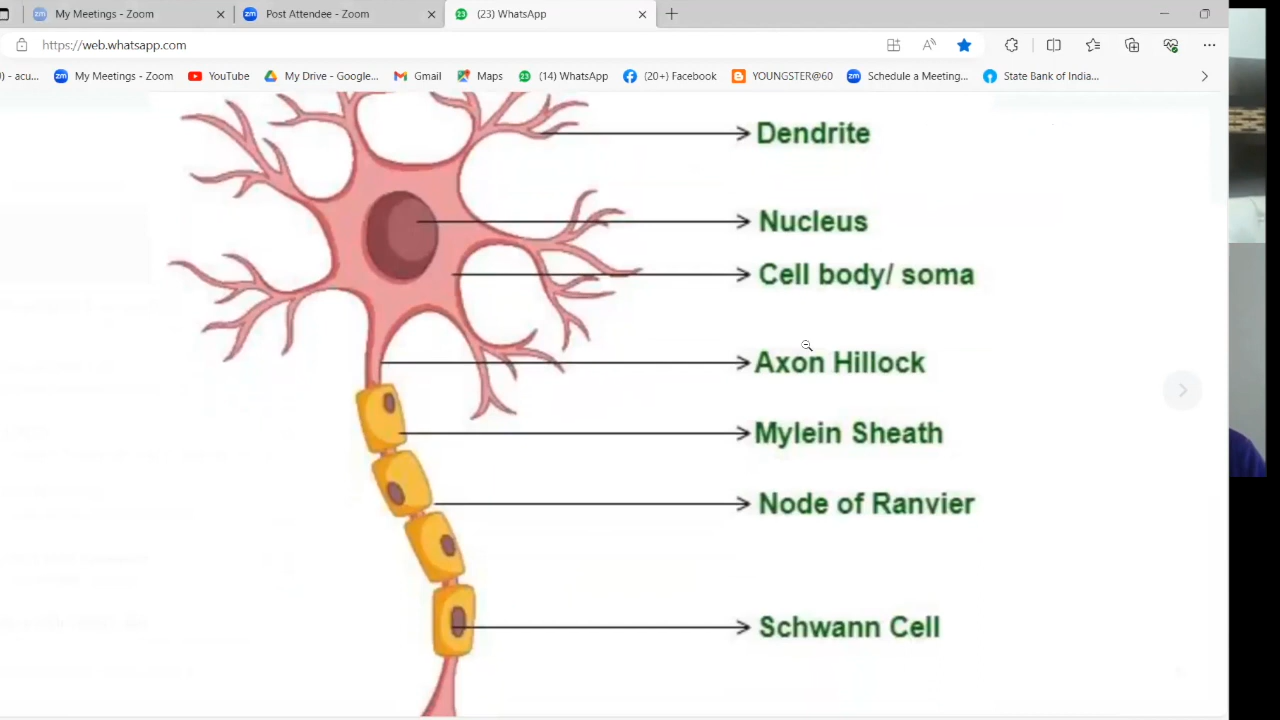 My Meetings - Zoom
Post Attendee - Zoom
(23) WhatsApp
https://web.whatsapp.com
) - acu...
My Meetings - Zoom
YouTube
My Drive - Google...
Gmail
Maps
(14) WhatsApp
(20+) Facebook
YOUNGSTER@60
Schedule a Meeting...
State Bank of India...
Dendrite
Nucleus
Cell body/ soma
Axon Hillock
Mylein Sheath
Node of Ranvier
Schwann Cell